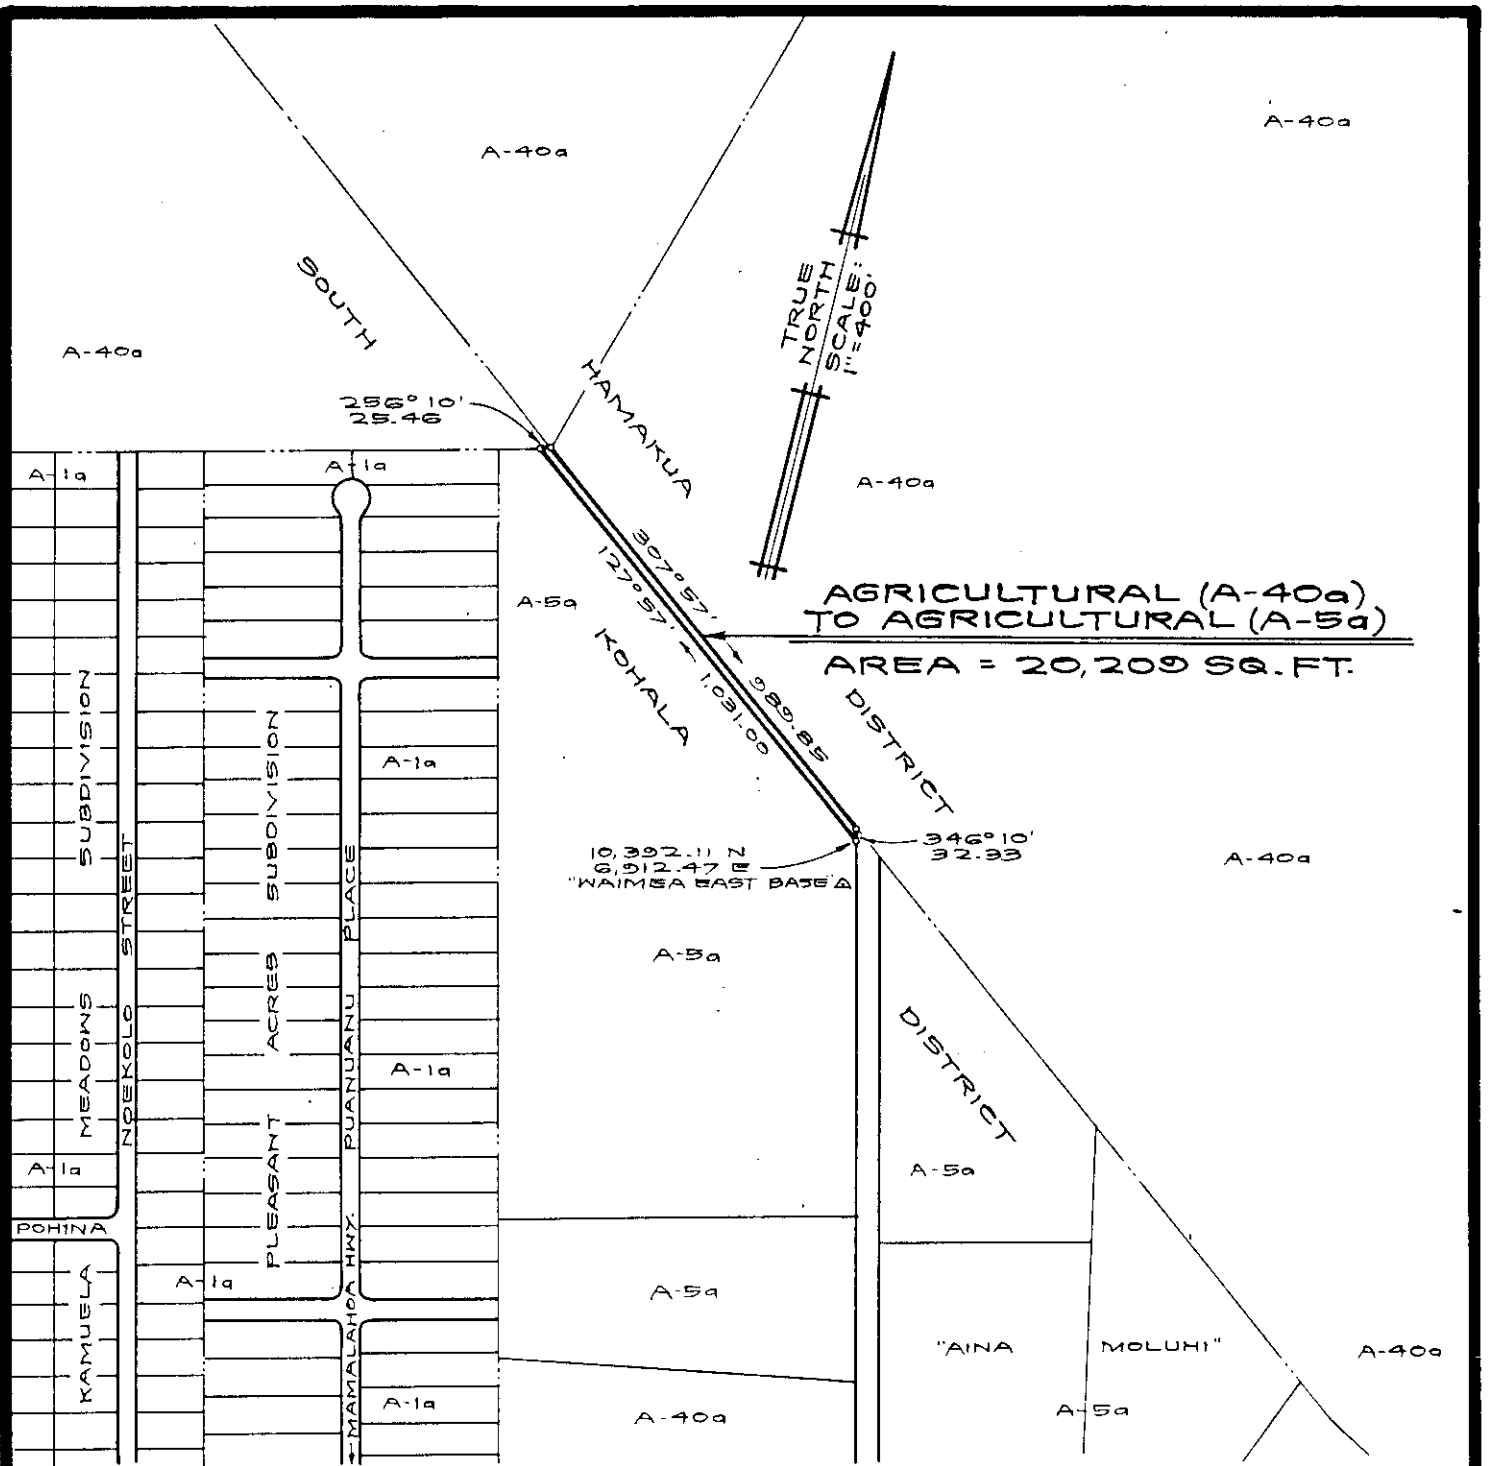 A-40a
A-40a
TRUE
NORTH
SCALE:
1"=400'
SOUTH
HAMAKUA
A-40a
256° 10'
25.46
A-1a
A-1a
A-40a
307° 57'
989.85
127° 57'
1,031.00
A-5a
KOHALA
DISTRICT
AGRICULTURAL (A-40a)
TO AGRICULTURAL (A-5a)
AREA = 20,209 SQ. FT.
A-1a
346° 10'
32.33
10,392.11 N
6,912.47 E
"WAIMEA EAST BASE" △
A-40a
A-5a
DISTRICT
KAMUELA MEADOWS SUBDIVISION
NOEKOLO STREET
PLEASANT ACRES SUBDIVISION
MAMALAHOA HWY. PUANUANU PLACE
A-1a
A-1a
A-5a
POHINA
A-1a
A-5a
"AINA MOLUHI"
A-40a
A-1a
A-40a
A-5a